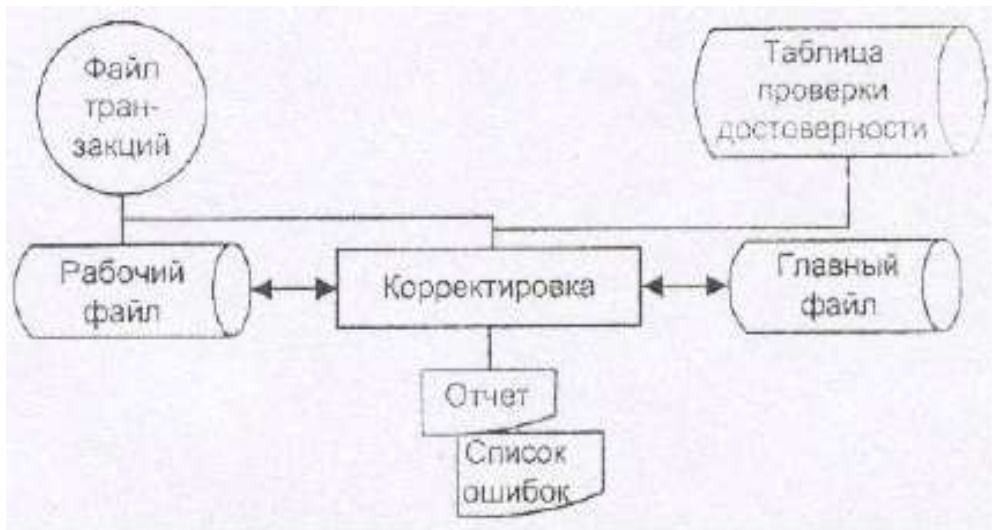 Файл
тран-
закций
Таблица
проверки
достоверности
Рабочий
файл
Корректировка
Главный
файл
Отчет
Список
ошибок